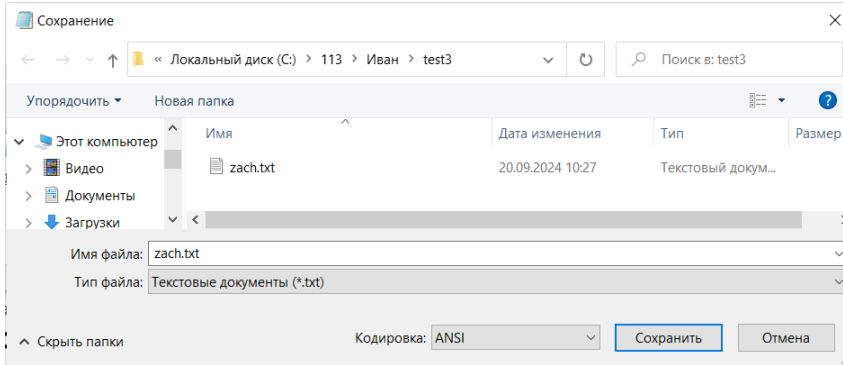 Сохранение
« Локальный диск (C:) > 113 > Иван > test3
Поиск в: test3
Упорядочить
Новая папка
Этот компьютер
Видео
Документы
Загрузки
Имя Дата изменения Тип Размер
zach.txt 20.09.2024 10:27 Текстовый докум...
Имя файла: zach.txt
Тип файла: Текстовые документы (*.txt)
Скрыть папки
Кодировка: ANSI
Сохранить
Отмена